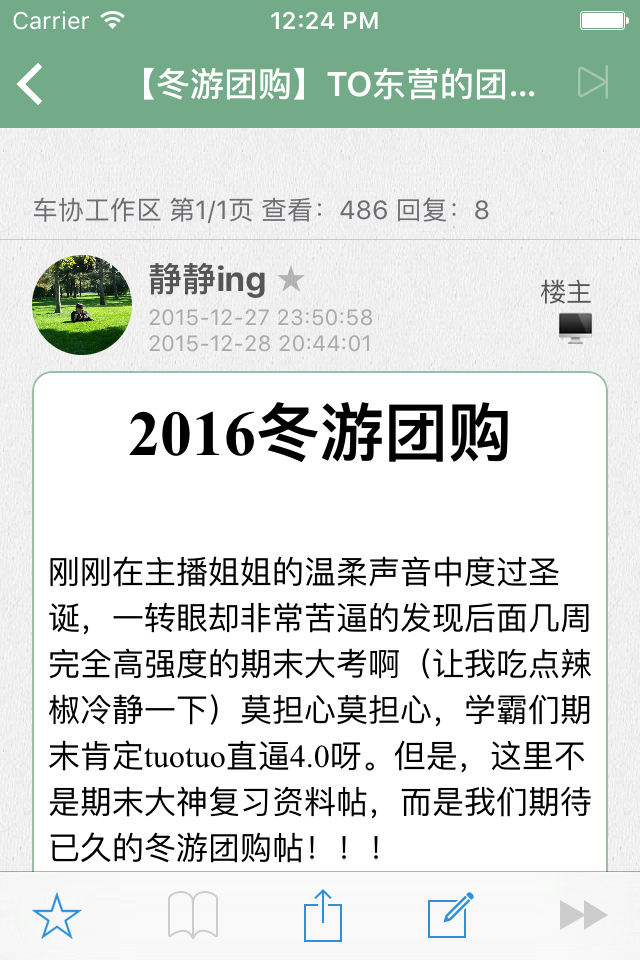 Carrier 12:24 PM
【冬游团购】TO东营的团...
车协工作区 第1/1页 查看：486 回复：8
静静ing
楼主
2015-12-27 23:50:58
2015-12-28 20:44:01
2016冬游团购
刚刚在主播姐姐的温柔声音中度过圣
诞，一转眼却非常苦逼的发现后面几周
完全高强度的期末大考啊（让我吃点辣
椒冷静一下）莫担心莫担心，学霸们期
末肯定tuotuo直逼4.0呀。但是，这里不
是期末大神复习资料帖，而是我们期待
已久的冬游团购帖！！！